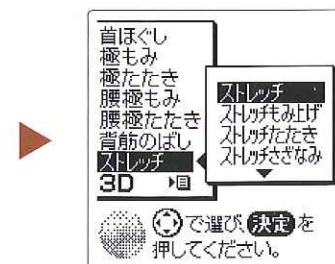 首ほぐし
極もみ
極たたき
腰極もみ
腰極たたき
背筋のばし
ストレッチ
3D
ストレッチ
ストレッチもみ上げ
ストレッチたたき
ストレッチさざなみ
で選び、決定を
押してください。